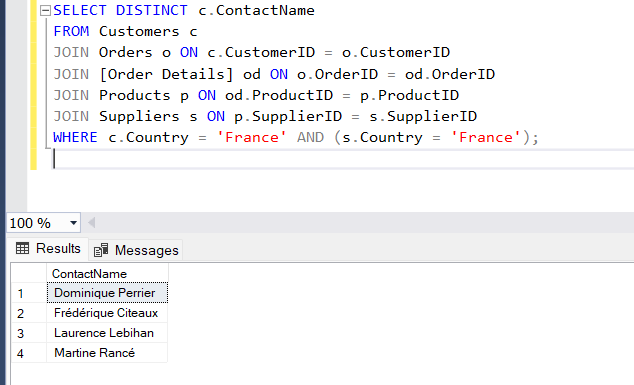 SELECT DISTINCT c.ContactName
FROM Customers c
JOIN Orders o ON c.CustomerID = o.CustomerID
JOIN [Order Details] od ON o.OrderID = od.OrderID
JOIN Products p ON od.ProductID = p.ProductID
JOIN Suppliers s ON p.SupplierID = s.SupplierID
WHERE c.Country = 'France' AND (s.Country = 'France');
100 %
Results Messages
ContactName
1 Dominique Perrier
2 Frédérique Citeaux
3 Laurence Lebihan
4 Martine Rancé